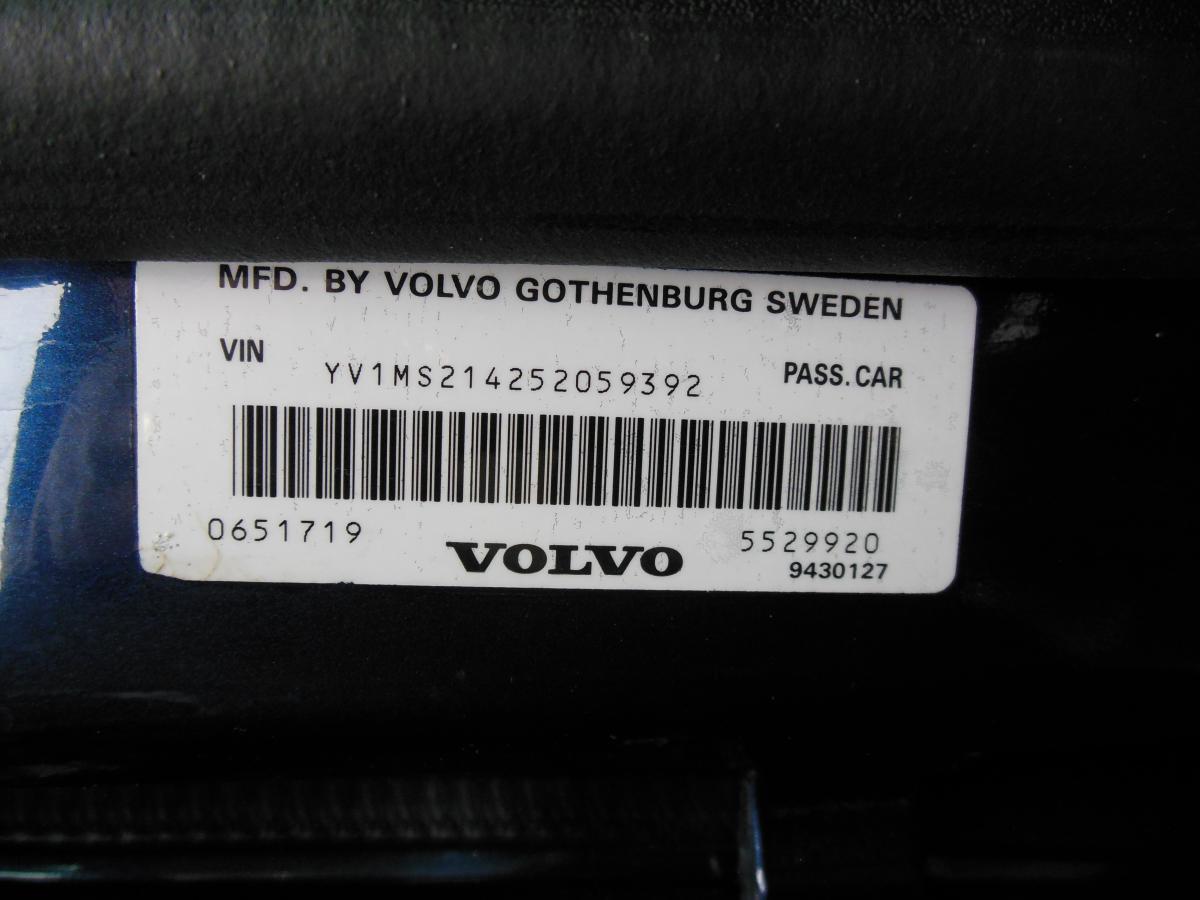 MFD. BY VOLVO GOTHENBURG SWEDEN
VIN
YV1MS214252059392
PASS.CAR
0651719
VOLVO
5529920
9430127